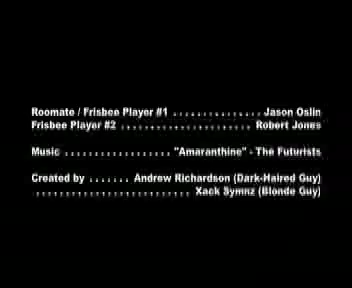 Roomate / Frisbee Player #1 ............... Jason Oslin
Frisbee Player #2 ...................... Robert Jones
Music .................. "Amaranthine" - The Futurists
Created by ....... Andrew Richardson (Dark-Haired Guy)
.......................... Xack Symnz (Blonde Guy)